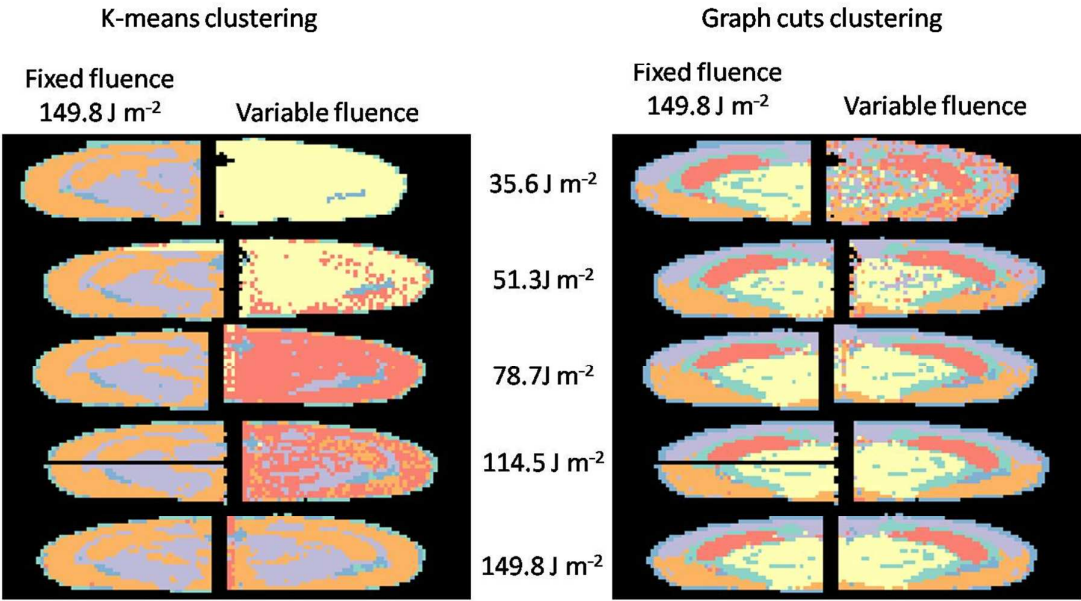 K-means clustering
Graph cuts clustering
Fixed fluence
149.8 J m⁻²
Variable fluence
Fixed fluence
149.8 J m⁻²
Variable fluence
35.6 J m⁻²
51.3 J m⁻²
78.7J m⁻²
114.5 J m⁻²
149.8 J m⁻²